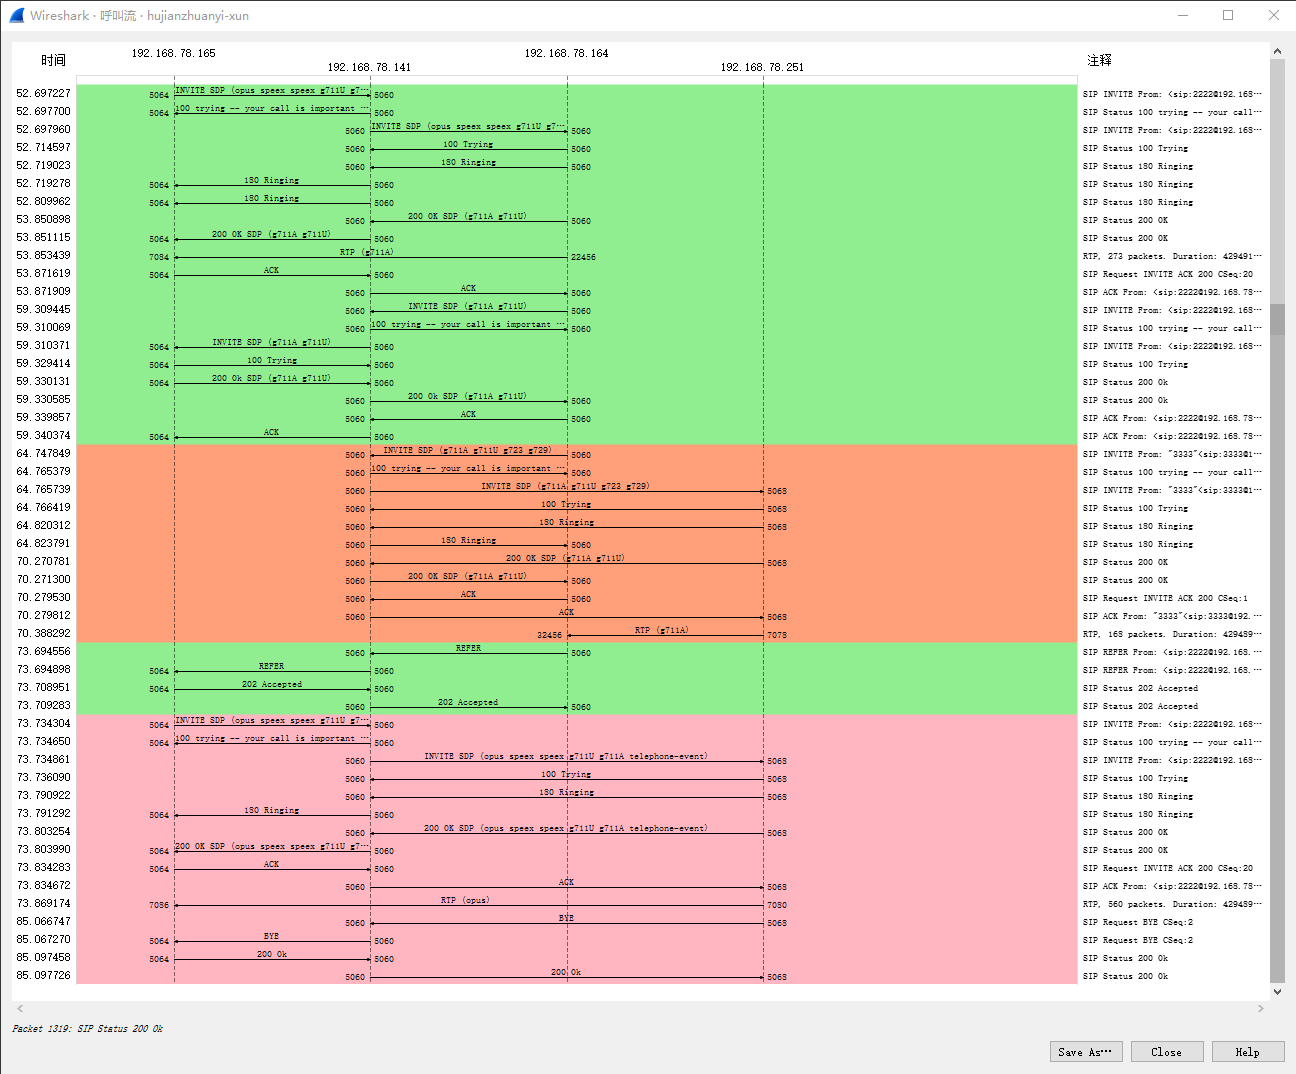 Wireshark · 呼叫流 · hujianzhuanyi-xun
时间 192.168.78.165 192.168.78.141 192.168.78.164 192.168.78.251 注释
52.697227 5064 INVITE SDP (opus speex speex g711U g7··· 5060 SIP INVITE From: <sip:2222@192.168···
52.697700 5064 100 trying -- your call is important ··· 5060 SIP Status 100 trying -- your call···
52.697960 5060 INVITE SDP (opus speex speex g711U g7··· 5060 SIP INVITE From: <sip:2222@192.168···
52.714597 5060 100 Trying 5060 SIP Status 100 Trying
52.719023 5060 180 Ringing 5060 SIP Status 180 Ringing
52.719278 5064 180 Ringing 5060 SIP Status 180 Ringing
52.809962 5064 180 Ringing 5060 SIP Status 180 Ringing
53.850898 5060 200 OK SDP (g711A g711U) 5060 SIP Status 200 OK
53.851115 5064 200 OK SDP (g711A g711U) 5060 SIP Status 200 OK
53.853439 7084 RTP (g711A) 22456 RTP, 273 packets. Duration: 429491···
53.871619 5064 ACK 5060 SIP Request INVITE ACK 200 CSeq:20
53.871909 5060 ACK 5060 SIP ACK From: <sip:2222@192.168.78···
59.309445 5060 INVITE SDP (g711A g711U) 5060 SIP INVITE From: <sip:2222@192.168···
59.310069 5060 100 trying -- your call is important ··· 5060 SIP Status 100 trying -- your call···
59.310371 5064 INVITE SDP (g711A g711U) 5060 SIP INVITE From: <sip:2222@192.168···
59.329414 5064 100 Trying 5060 SIP Status 100 Trying
59.330131 5064 200 Ok SDP (g711A g711U) 5060 SIP Status 200 Ok
59.330585 5060 200 Ok SDP (g711A g711U) 5060 SIP Status 200 Ok
59.339857 5060 ACK 5060 SIP ACK From: <sip:2222@192.168.78···
59.340374 5064 ACK 5060 SIP ACK From: <sip:2222@192.168.78···
64.747849 5060 INVITE SDP (g711A g711U g723 g729) 5060 SIP INVITE From: "3333"<sip:3333@1···
64.765379 5060 100 trying -- your call is important ··· 5060 SIP Status 100 trying -- your call···
64.765739 5060 INVITE SDP (g711A g711U g723 g729) 5068 SIP INVITE From: "3333"<sip:3333@1···
64.766419 5060 100 Trying 5068 SIP Status 100 Trying
64.820312 5060 180 Ringing 5068 SIP Status 180 Ringing
64.823791 5060 180 Ringing 5060 SIP Status 180 Ringing
70.270781 5060 200 OK SDP (g711A g711U) 5068 SIP Status 200 OK
70.271300 5060 200 OK SDP (g711A g711U) 5060 SIP Status 200 OK
70.279530 5060 ACK 5060 SIP Request INVITE ACK 200 CSeq:1
70.279812 5060 ACK 5068 SIP ACK From: "3333"<sip:3333@192.···
70.388292 32456 RTP (g711A) 7078 RTP, 168 packets. Duration: 429489···
73.694556 5060 REFER 5060 SIP REFER From: <sip:2222@192.168.···
73.694898 5064 REFER 5060 SIP REFER From: <sip:2222@192.168.···
73.708951 5064 202 Accepted 5060 SIP Status 202 Accepted
73.709283 5060 202 Accepted 5060 SIP Status 202 Accepted
73.734304 5064 INVITE SDP (opus speex speex g711U g7··· 5060 SIP INVITE From: <sip:2222@192.168···
73.734650 5064 100 trying -- your call is important ··· 5060 SIP Status 100 trying -- your call···
73.734861 5060 INVITE SDP (opus speex speex g711U g711A telephone-event) 5068 SIP INVITE From: <sip:2222@192.168···
73.736090 5060 100 Trying 5068 SIP Status 100 Trying
73.790922 5060 180 Ringing 5068 SIP Status 180 Ringing
73.791292 5064 180 Ringing 5060 SIP Status 180 Ringing
73.803254 5060 200 OK SDP (opus speex speex g711U g711A telephone-event) 5068 SIP Status 200 OK
73.803990 5064 200 OK SDP (opus speex speex g711U g7··· 5060 SIP Status 200 OK
73.834283 5064 ACK 5060 SIP Request INVITE ACK 200 CSeq:20
73.834672 5060 ACK 5068 SIP ACK From: <sip:2222@192.168.78···
73.869174 7086 RTP (opus) 7080 RTP, 560 packets. Duration: 429489···
85.066747 5060 BYE 5068 SIP Request BYE CSeq:2
85.067270 5064 BYE 5060 SIP Request BYE CSeq:2
85.097458 5064 200 Ok 5060 SIP Status 200 Ok
85.097726 5060 200 Ok 5068 SIP Status 200 Ok
Packet 1319: SIP Status 200 Ok
Save As··· Close Help